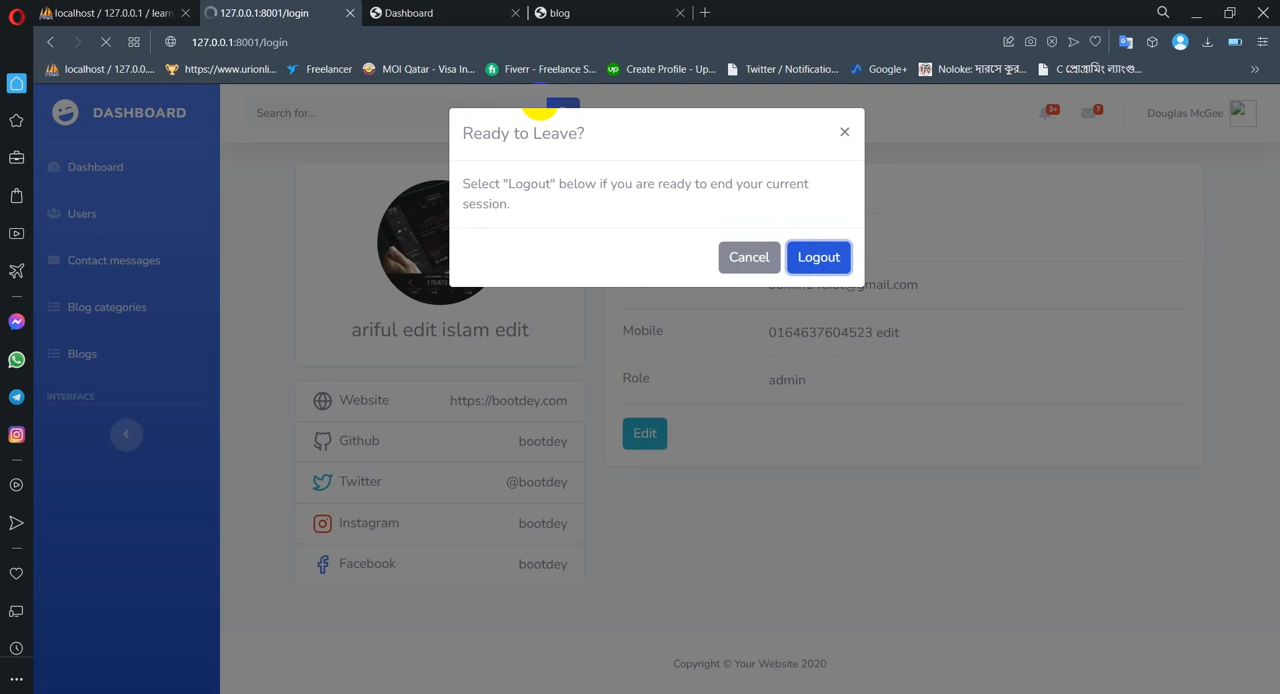 localhost / 127.0.0.1 / learn
127.0.0.1:8001/login
Dashboard
blog
127.0.0.1:8001/login
localhost / 127.0.0....
https://www.urionli...
Freelancer
MOI Qatar - Visa In...
Fiverr - Freelance S...
Create Profile - Up...
Twitter / Notificatio...
Google+
Noloke: দারসে কুর...
C প্রোগ্রামিং ল্যাংগু...
DASHBOARD
Search for...
3+
7
Douglas McGee
Dashboard
Users
Contact messages
Blog categories
Blogs
INTERFACE
Ready to Leave?
Select "Logout" below if you are ready to end your current
session.
Cancel
Logout
ariful edit islam edit
Website
https://bootdey.com
Github
bootdey
Twitter
@bootdey
Instagram
bootdey
Facebook
bootdey
Mobile
0164637604523 edit
Role
admin
Edit
Copyright © Your Website 2020